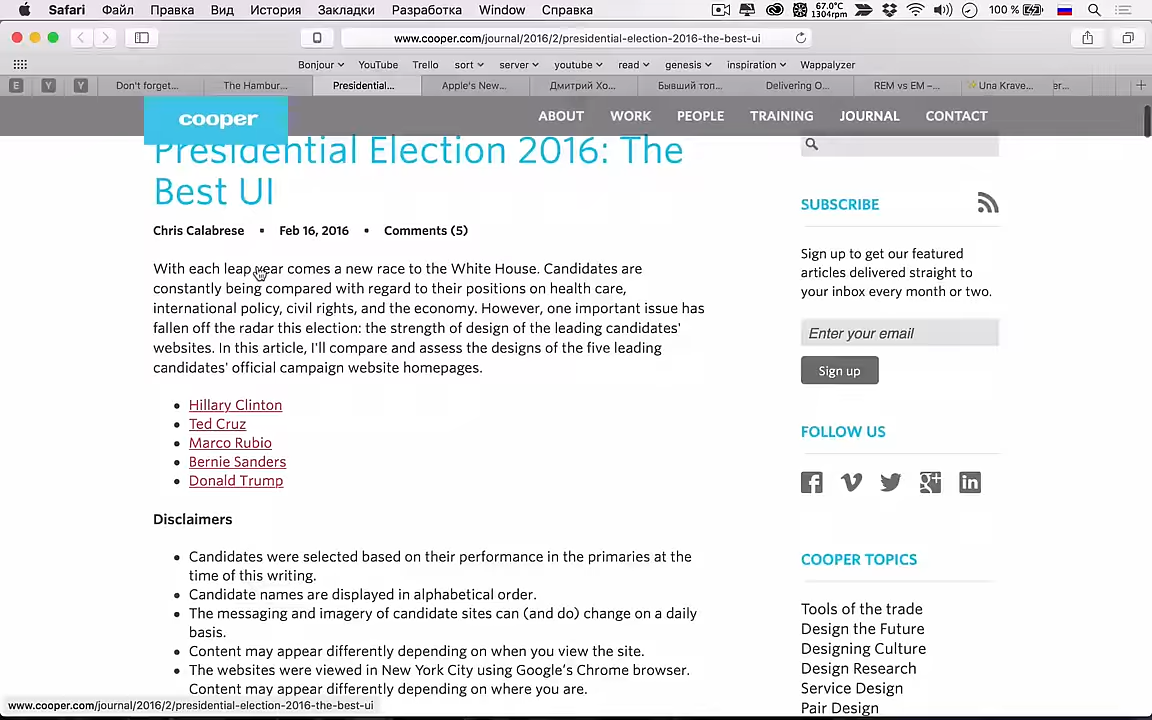 Safari Файл Правка Вид История Закладки Разработка Window Справка 67.0°C 1304rpm 100 %
www.cooper.com/journal/2016/2/presidential-election-2016-the-best-ui
Bonjour YouTube Trello sort server youtube read genesis inspiration Wappalyzer
E Y Y Don't forget... The Hambur... Presidential... Apple's New... Дмитрий Хо... Бывший топ... Delivering O... REM vs EM –... Una Krave... er...
cooper ABOUT WORK PEOPLE TRAINING JOURNAL CONTACT
Presidential Election 2016: The
Best UI
Chris Calabrese • Feb 16, 2016 • Comments (5)
With each leap year comes a new race to the White House. Candidates are
constantly being compared with regard to their positions on health care,
international policy, civil rights, and the economy. However, one important issue has
fallen off the radar this election: the strength of design of the leading candidates'
websites. In this article, I'll compare and assess the designs of the five leading
candidates' official campaign website homepages.
• Hillary Clinton
• Ted Cruz
• Marco Rubio
• Bernie Sanders
• Donald Trump
Disclaimers
• Candidates were selected based on their performance in the primaries at the
time of this writing.
• Candidate names are displayed in alphabetical order.
• The messaging and imagery of candidate sites can (and do) change on a daily
basis.
• Content may appear differently depending on when you view the site.
• The websites were viewed in New York City using Google's Chrome browser.
Content may appear differently depending on where you are.
SUBSCRIBE
Sign up to get our featured
articles delivered straight to
your inbox every month or two.
Enter your email
Sign up
FOLLOW US
COOPER TOPICS
Tools of the trade
Design the Future
Designing Culture
Design Research
Service Design
Pair Design
www.cooper.com/journal/2016/2/presidential-election-2016-the-best-ui